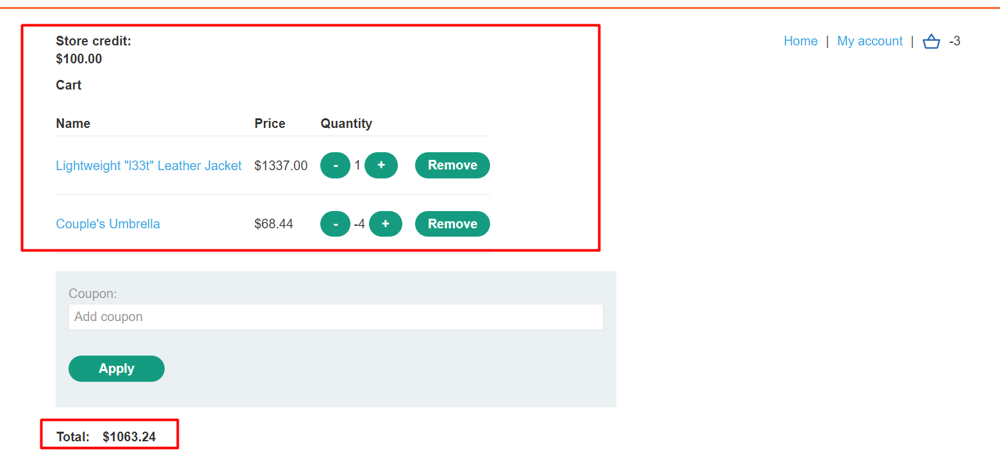 Store credit:
$100.00
Home | My account | -3
Cart
Name Price Quantity
Lightweight "l33t" Leather Jacket $1337.00 - 1 + Remove
Couple's Umbrella $68.44 - -4 + Remove
Coupon:
Add coupon
Apply
Total: $1063.24